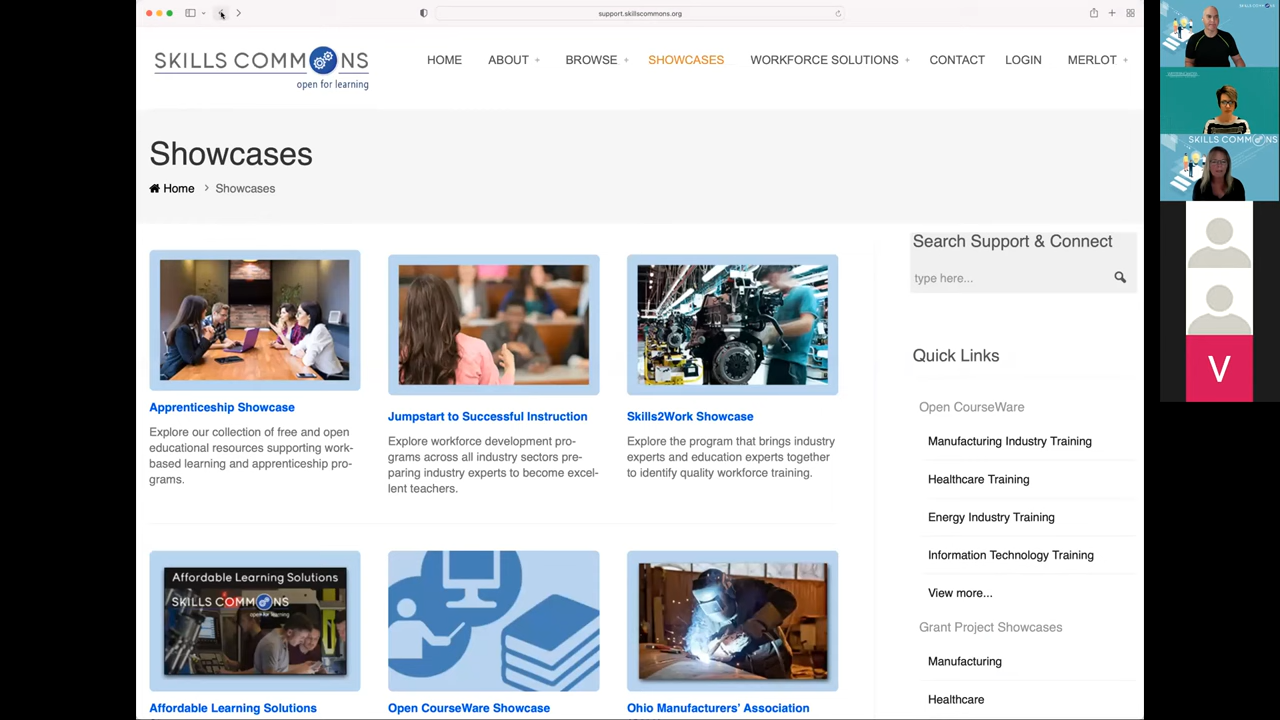 support.skillscommons.org
SKILLS COMMONS
open for learning
HOME
ABOUT +
BROWSE +
SHOWCASES
WORKFORCE SOLUTIONS +
CONTACT
LOGIN
MERLOT +
Showcases
Home > Showcases
Apprenticeship Showcase
Explore our collection of free and open
educational resources supporting work-
based learning and apprenticeship pro-
grams.
Jumpstart to Successful Instruction
Explore workforce development pro-
grams across all industry sectors pre-
paring industry experts to become excel-
lent teachers.
Skills2Work Showcase
Explore the program that brings industry
experts and education experts together
to identify quality workforce training.
Affordable Learning Solutions
SKILLS COMMONS
open for learning
Affordable Learning Solutions
Open CourseWare Showcase
Ohio Manufacturers' Association
Search Support & Connect
type here...
Quick Links
Open CourseWare
Manufacturing Industry Training
Healthcare Training
Energy Industry Training
Information Technology Training
View more...
Grant Project Showcases
Manufacturing
Healthcare
SKILLS COMMONS
V